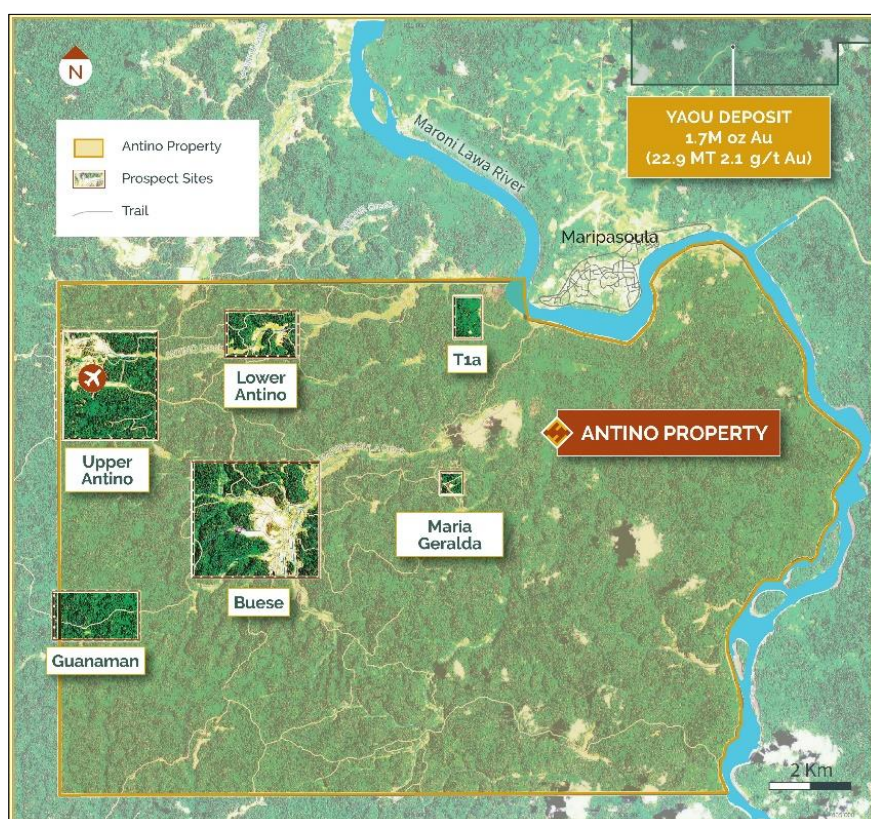 N
YAOU DEPOSIT
1.7M oz Au
(22.9 MT 2.1 g/t Au)
Antino Property
Prospect Sites
Trail
Maroni Lawa River
Maripasoula
T1a
Lower
Antino
ANTINO PROPERTY
Upper
Antino
Maria
Geralda
Buese
Guanaman
2 Km